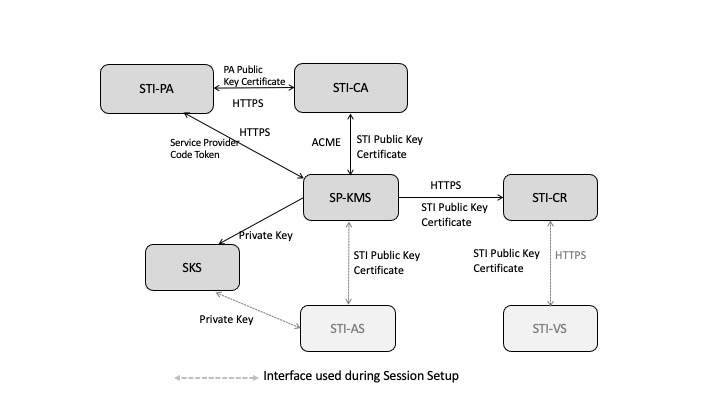 PA Public
Key Certificate
STI-PA
STI-CA
HTTPS
HTTPS
Service Provider
Code Token
ACME
STI Public Key
Certificate
SP-KMS
HTTPS
STI Public Key
Certificate
STI-CR
Private Key
SKS
STI Public Key
Certificate
STI Public Key
Certificate
HTTPS
Private Key
STI-AS
STI-VS
Interface used during Session Setup